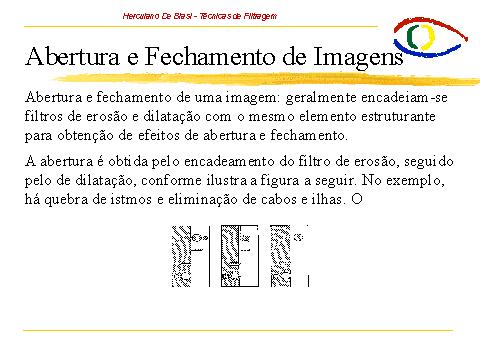 Herculano De Biasi - Técnicas de Filtragem
Abertura e Fechamento de Imagens
Abertura e fechamento de uma imagem: geralmente encadeiam-se
filtros de erosão e dilatação com o mesmo elemento estruturante
para obtenção de efeitos de abertura e fechamento.
A abertura é obtida pelo encadeamento do filtro de erosão, seguido
pelo de dilatação, conforme ilustra a figura a seguir. No exemplo,
há quebra de istmos e eliminação de cabos e ilhas. O